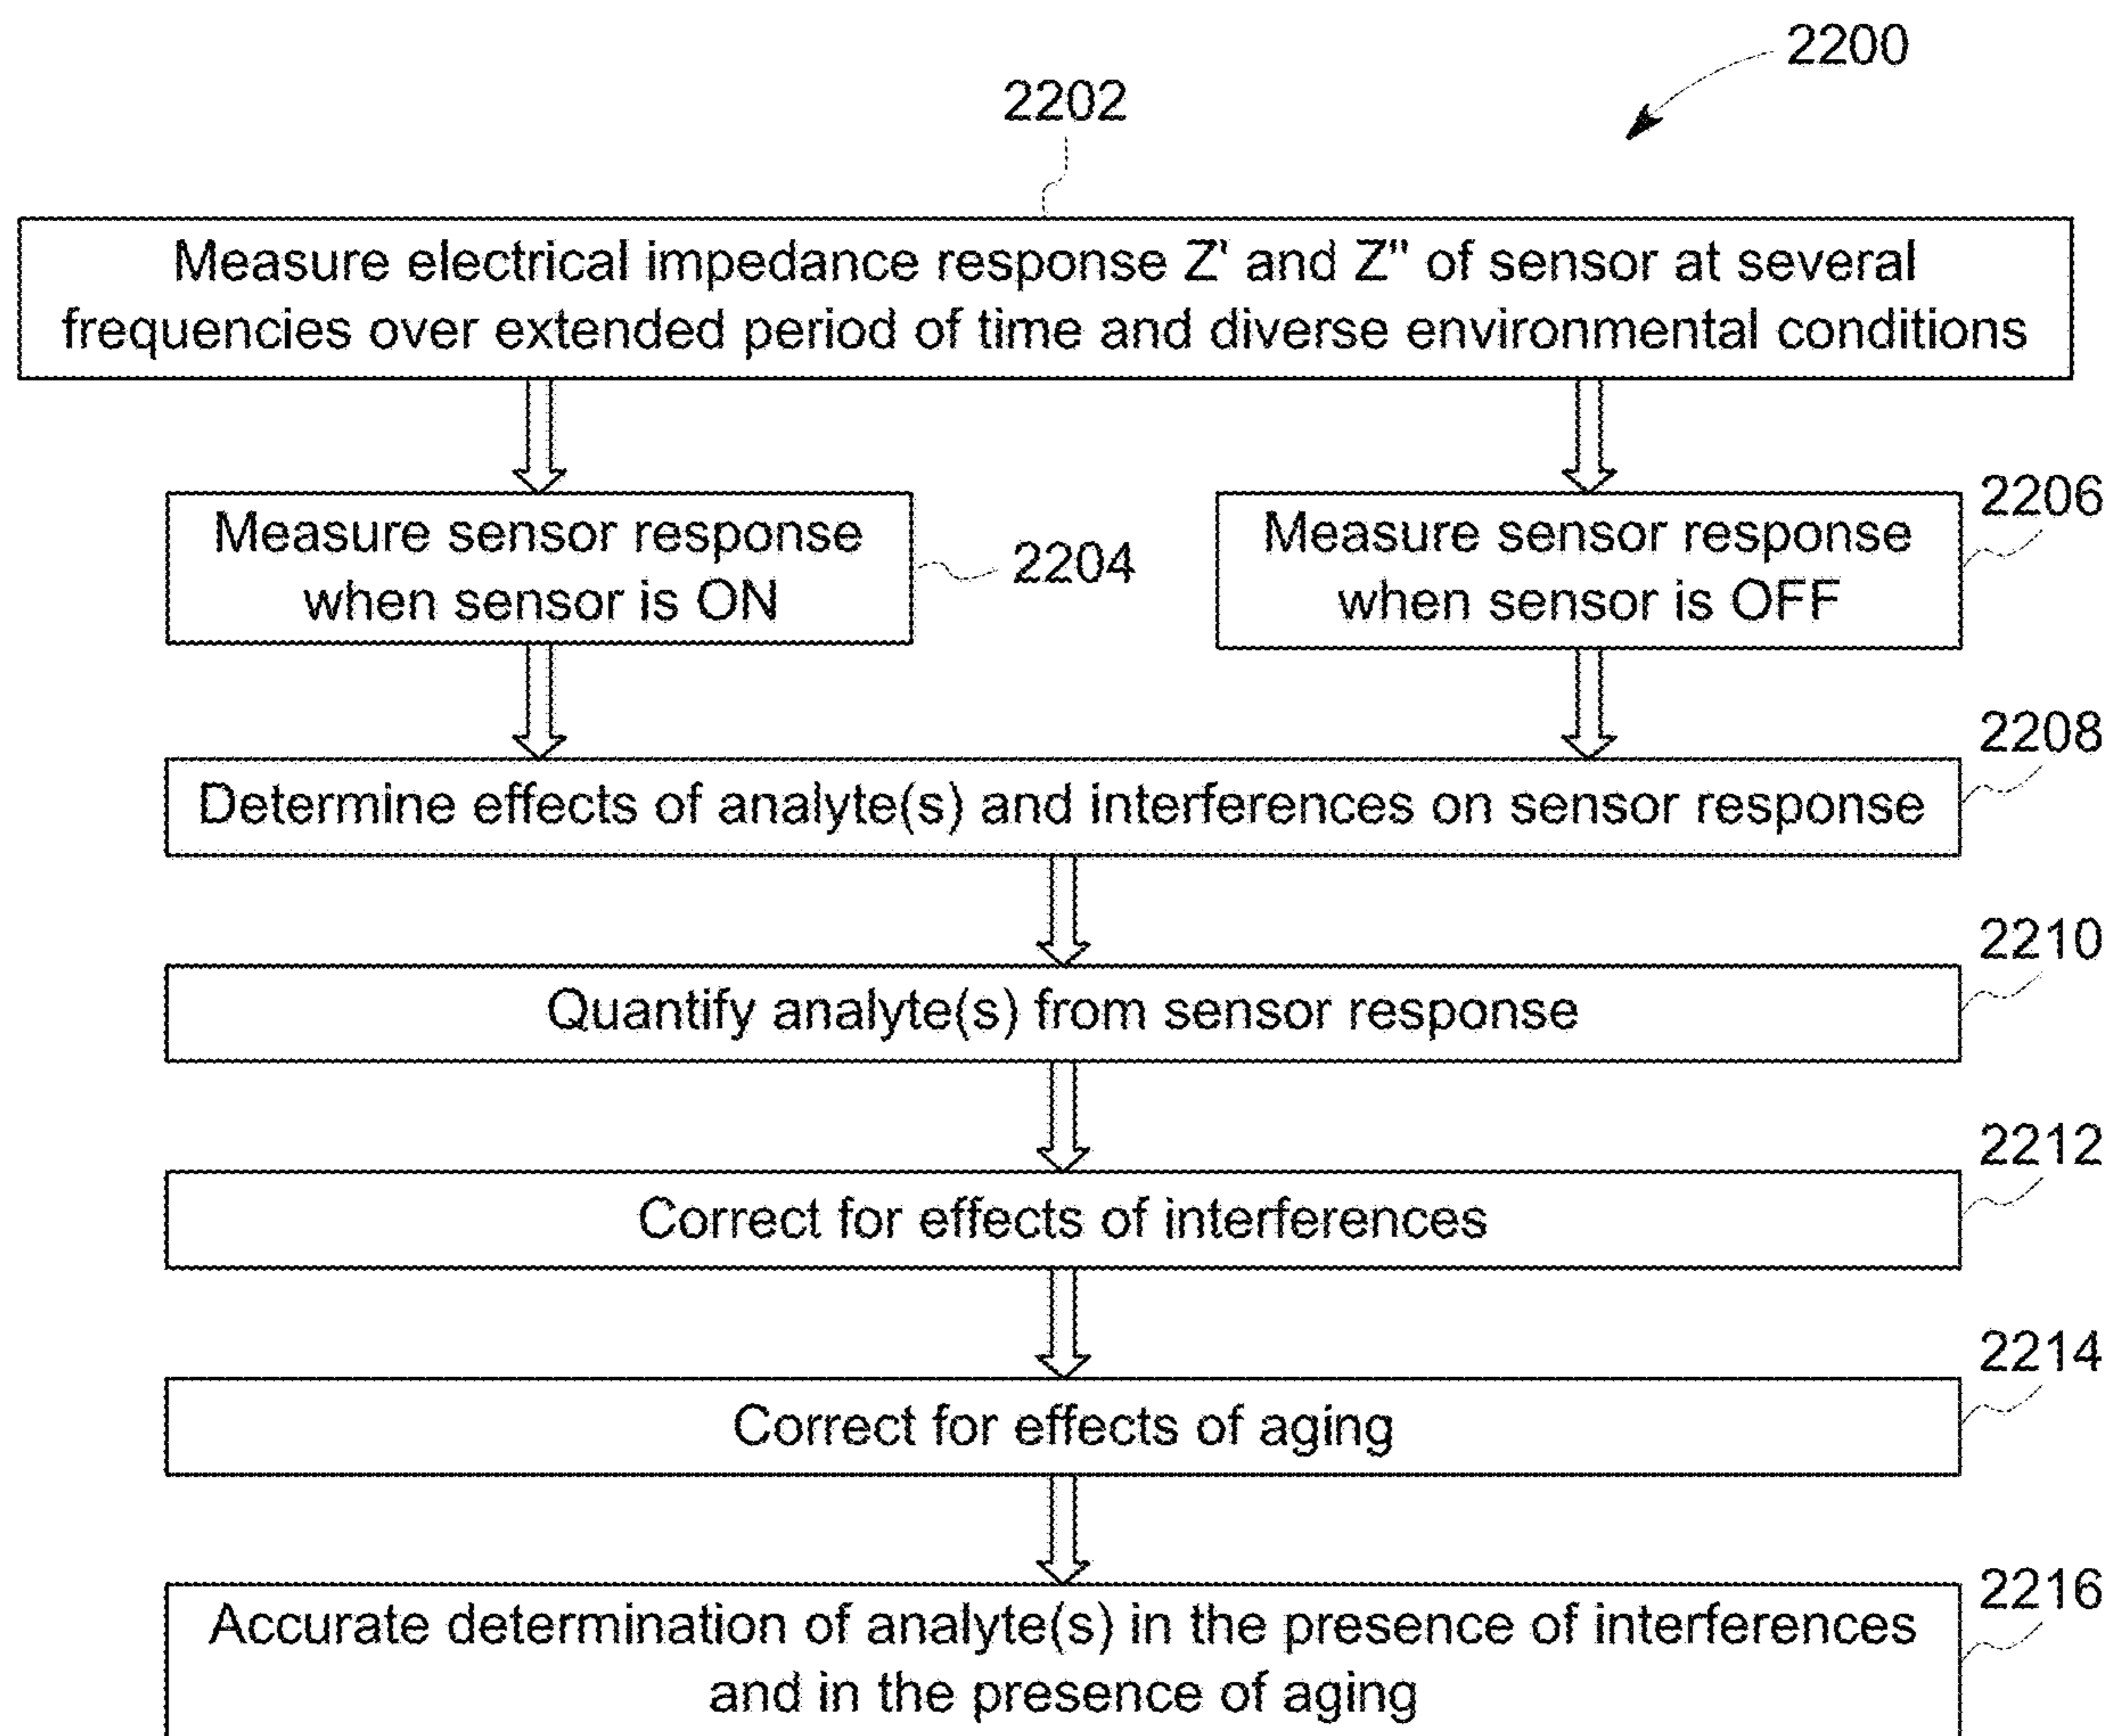 2200
2202
Measure electrical impedance response Z' and Z" of sensor at several
frequencies over extended period of time and diverse environmental conditions
Measure sensor response
when sensor is ON
2204
Measure sensor response
when sensor is OFF
2206
2208
Determine effects of analyte(s) and interferences on sensor response
2210
Quantify analyte(s) from sensor response
2212
Correct for effects of interferences
2214
Correct for effects of aging
2216
Accurate determination of analyte(s) in the presence of interferences
and in the presence of aging